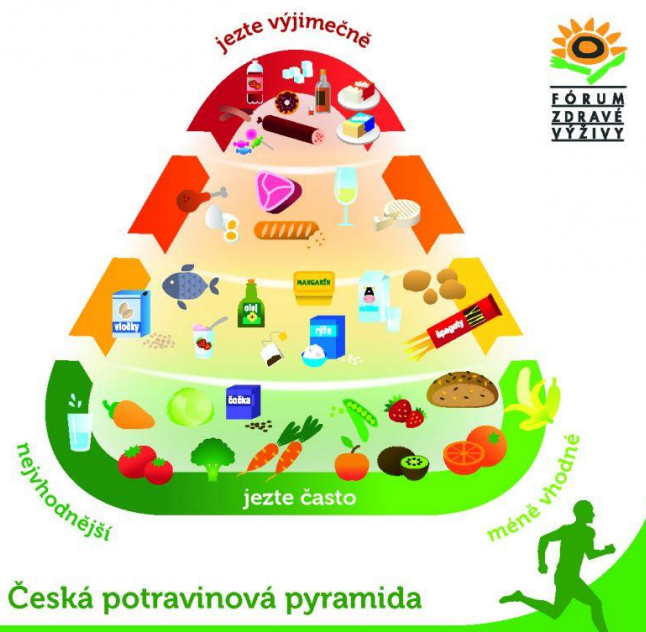 jezte výjimečně
FÓRUM
ZDRAVÉ
VÝŽIVY
MARGARÍN
olej
vločky
rýže
špagety
čočka
nejvhodnější
jezte často
méně vhodné
Česká potravinová pyramida